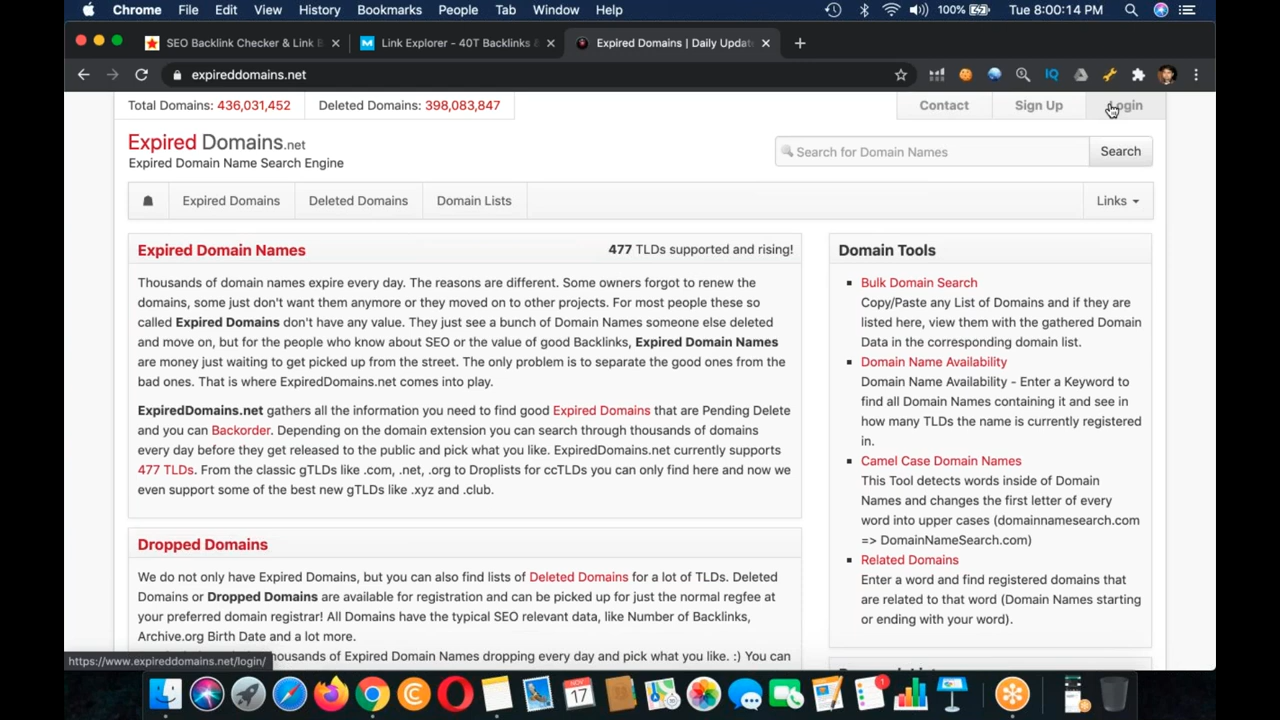 Chrome File Edit View History Bookmarks People Tab Window Help 100% Tue 8:00:14 PM
SEO Backlink Checker & Link B Link Explorer - 40T Backlinks & Expired Domains | Daily Update
expireddomains.net
Total Domains: 436,031,452 Deleted Domains: 398,083,847 Contact Sign Up Login
Expired Domains.net
Expired Domain Name Search Engine
Search for Domain Names Search
Expired Domains Deleted Domains Domain Lists Links
Expired Domain Names 477 TLDs supported and rising!
Thousands of domain names expire every day. The reasons are different. Some owners forgot to renew the
domains, some just don't want them anymore or they moved on to other projects. For most people these so
called Expired Domains don't have any value. They just see a bunch of Domain Names someone else deleted
and move on, but for the people who know about SEO or the value of good Backlinks, Expired Domain Names
are money just waiting to get picked up from the street. The only problem is to separate the good ones from the
bad ones. That is where ExpiredDomains.net comes into play.
ExpiredDomains.net gathers all the information you need to find good Expired Domains that are Pending Delete
and you can Backorder. Depending on the domain extension you can search through thousands of domains
every day before they get released to the public and pick what you like. ExpiredDomains.net currently supports
477 TLDs. From the classic gTLDs like .com, .net, .org to Droplists for ccTLDs you can only find here and now we
even support some of the best new gTLDs like .xyz and .club.
Dropped Domains
We do not only have Expired Domains, but you can also find lists of Deleted Domains for a lot of TLDs. Deleted
Domains or Dropped Domains are available for registration and can be picked up for just the normal regfee at
your preferred domain registrar! All Domains have the typical SEO relevant data, like Number of Backlinks,
Archive.org Birth Date and a lot more.
housands of Expired Domain Names dropping every day and pick what you like. :) You can
Domain Tools
Bulk Domain Search
Copy/Paste any List of Domains and if they are
listed here, view them with the gathered Domain
Data in the corresponding domain list.
Domain Name Availability
Domain Name Availability - Enter a Keyword to
find all Domain Names containing it and see in
how many TLDs the name is currently registered
in.
Camel Case Domain Names
This Tool detects words inside of Domain
Names and changes the first letter of every
word into upper cases (domainnamesearch.com
=> DomainNameSearch.com)
Related Domains
Enter a word and find registered domains that
are related to that word (Domain Names starting
or ending with your word).
https://www.expireddomains.net/login/
NOV
17
1